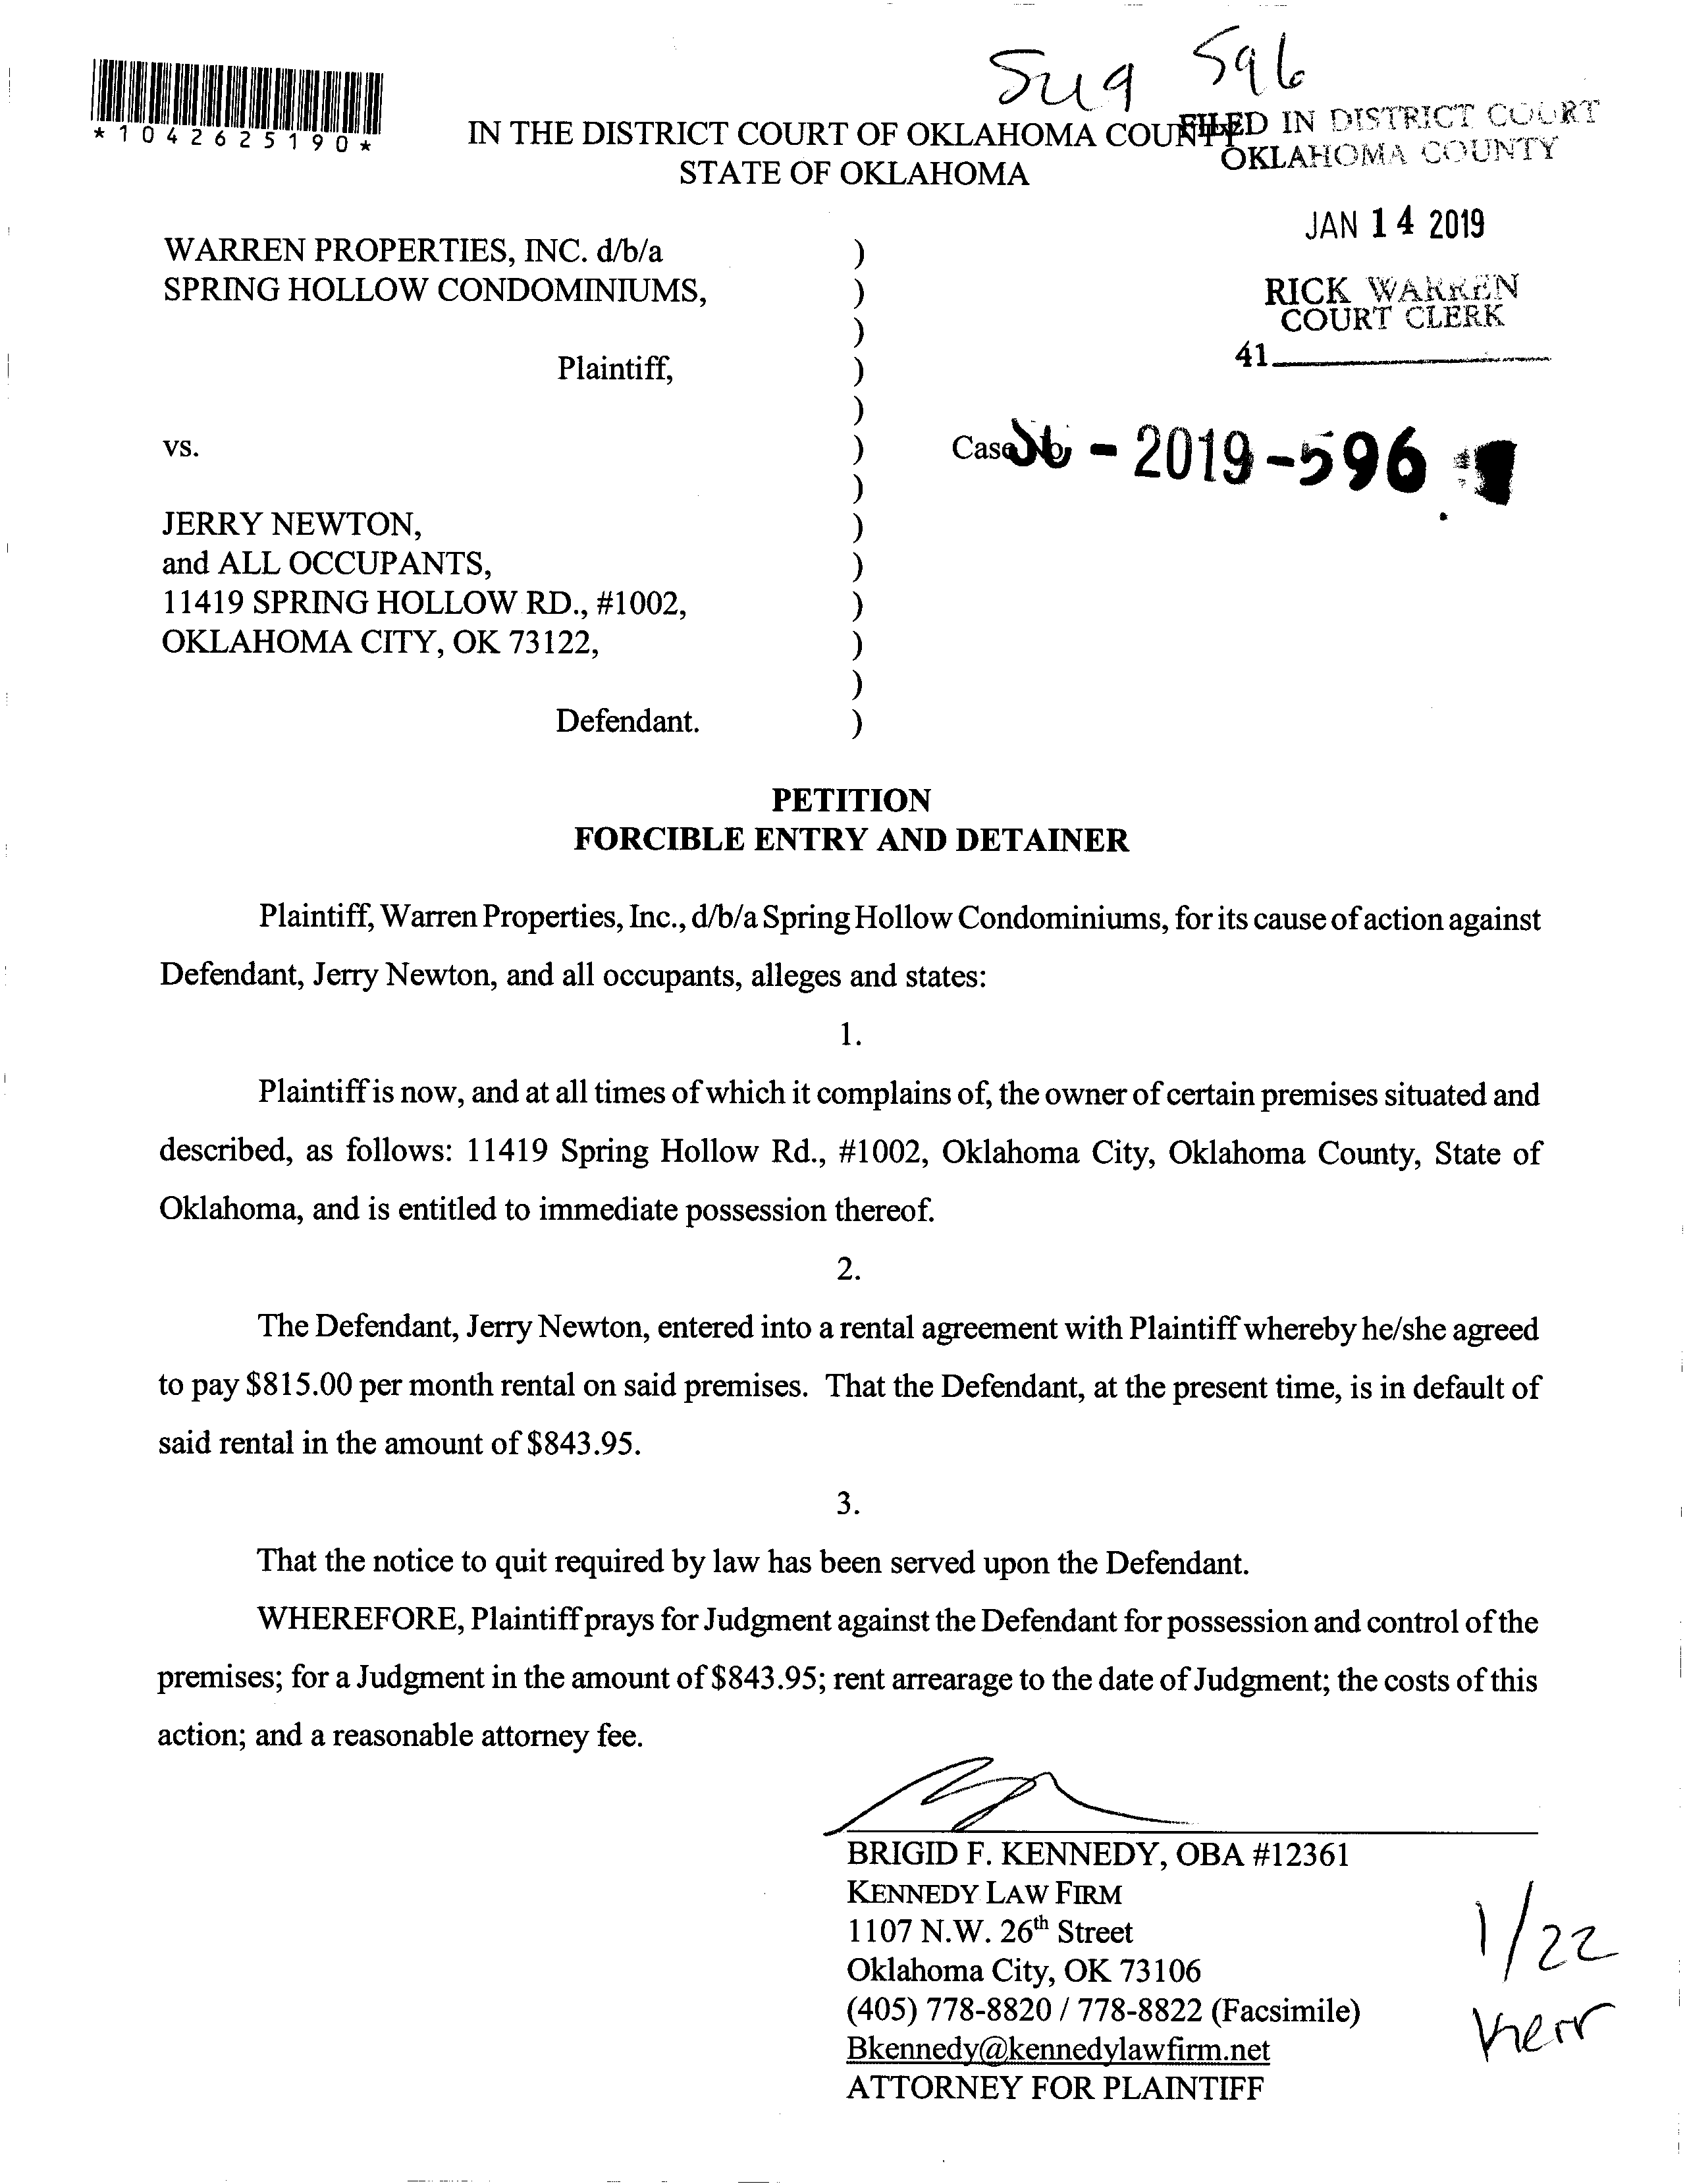 Su9 596
*1042625190*
IN THE DISTRICT COURT OF OKLAHOMA COUNTY
STATE OF OKLAHOMA
FILED IN DISTRICT COURT
OKLAHOMA COUNTY
JAN 14 2019
RICK WARREN
COURT CLERK
41
WARREN PROPERTIES, INC. d/b/a )
SPRING HOLLOW CONDOMINIUMS, )
)
Plaintiff, )
)
vs. ) Case No. - 2019-596
)
JERRY NEWTON, )
and ALL OCCUPANTS, )
11419 SPRING HOLLOW RD., #1002, )
OKLAHOMA CITY, OK 73122, )
)
Defendant. )
PETITION
FORCIBLE ENTRY AND DETAINER
Plaintiff, Warren Properties, Inc., d/b/a Spring Hollow Condominiums, for its cause of action against
Defendant, Jerry Newton, and all occupants, alleges and states:
1.
Plaintiff is now, and at all times of which it complains of, the owner of certain premises situated and
described, as follows: 11419 Spring Hollow Rd., #1002, Oklahoma City, Oklahoma County, State of
Oklahoma, and is entitled to immediate possession thereof.
2.
The Defendant, Jerry Newton, entered into a rental agreement with Plaintiff whereby he/she agreed
to pay $815.00 per month rental on said premises. That the Defendant, at the present time, is in default of
said rental in the amount of $843.95.
3.
That the notice to quit required by law has been served upon the Defendant.
WHEREFORE, Plaintiff prays for Judgment against the Defendant for possession and control of the
premises; for a Judgment in the amount of $843.95; rent arrearage to the date of Judgment; the costs of this
action; and a reasonable attorney fee.
BRIGID F. KENNEDY, OBA #12361
KENNEDY LAW FIRM
1107 N.W. 26th Street
Oklahoma City, OK 73106
(405) 778-8820 / 778-8822 (Facsimile)
Bkennedy@kennedylawfirm.net
ATTORNEY FOR PLAINTIFF
1/22
Kerr